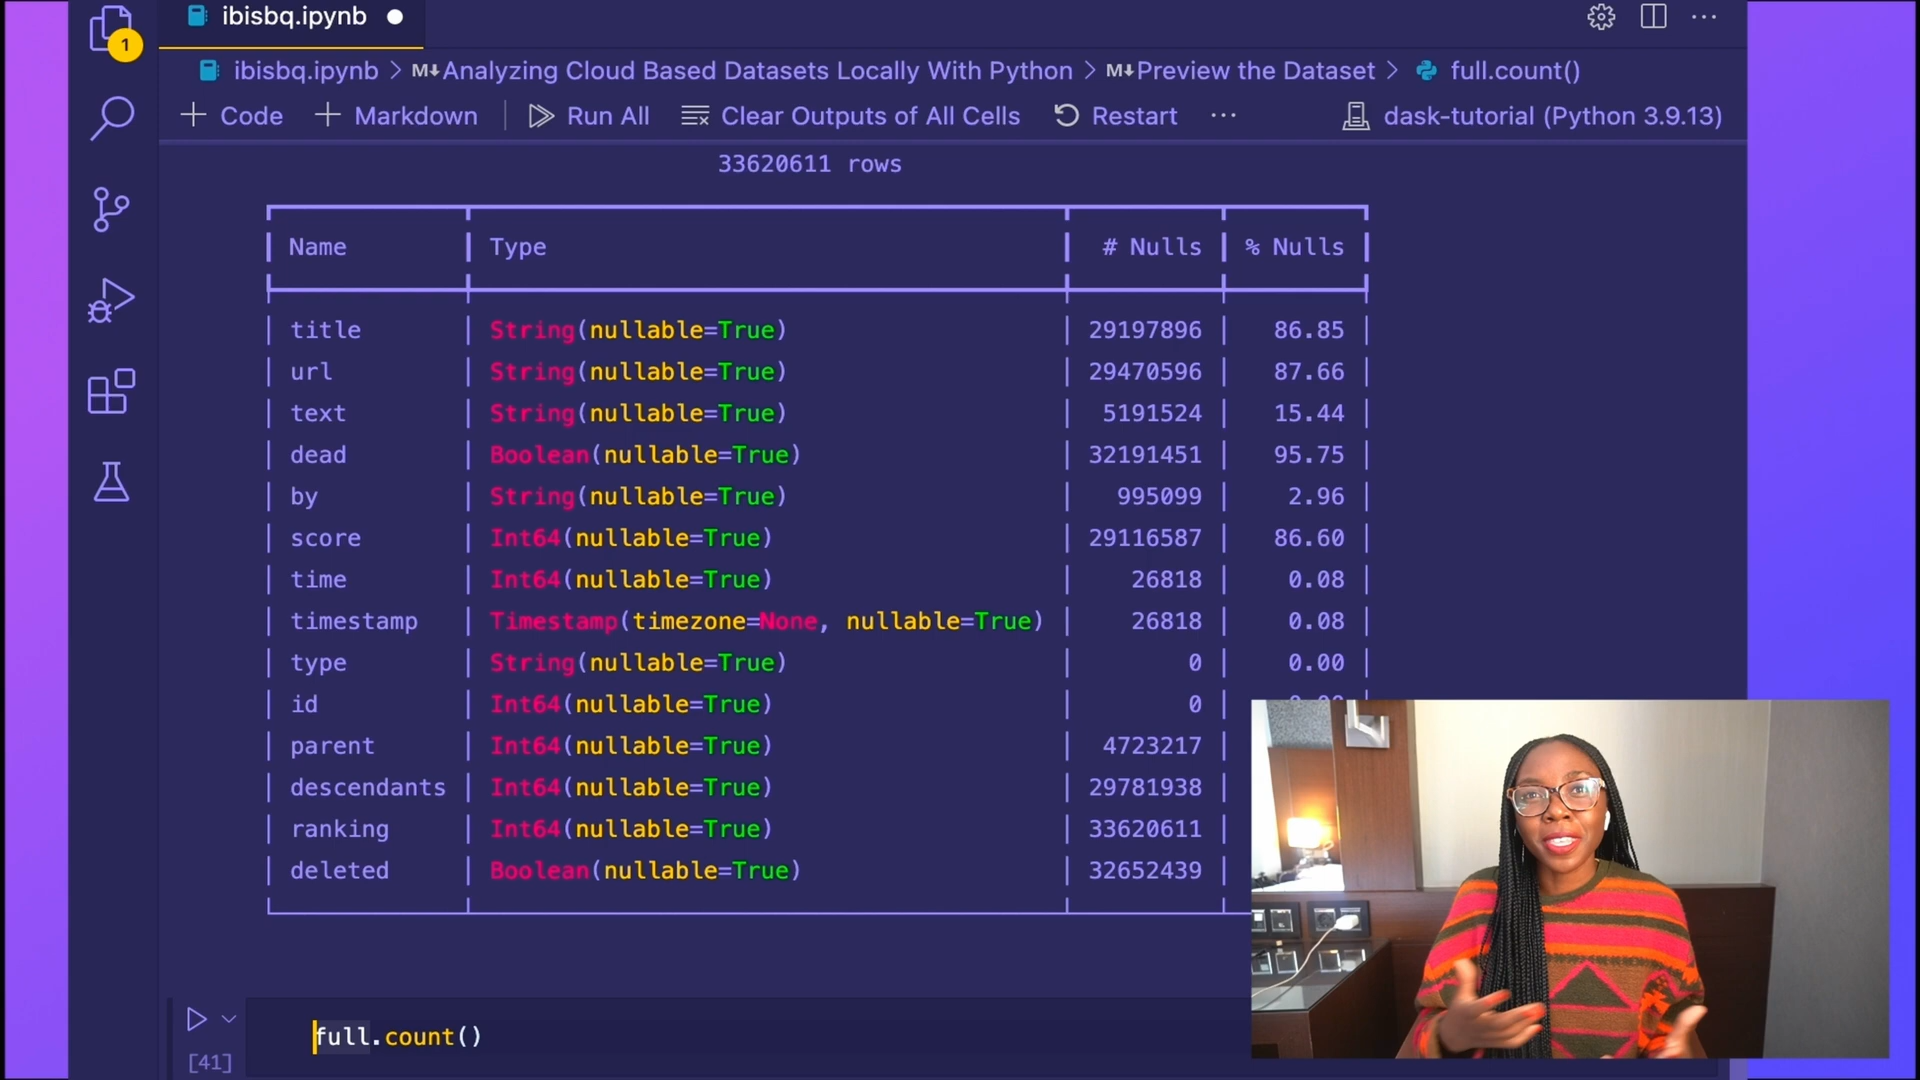 1
ibisbq.ipynb
ibisbq.ipynb > M↓Analyzing Cloud Based Datasets Locally With Python > M↓Preview the Dataset > full.count()
+ Code + Markdown | Run All Clear Outputs of All Cells Restart ··· dask-tutorial (Python 3.9.13)
33620611 rows
Name Type # Nulls % Nulls
title String(nullable=True) 29197896 86.85
url String(nullable=True) 29470596 87.66
text String(nullable=True) 5191524 15.44
dead Boolean(nullable=True) 32191451 95.75
by String(nullable=True) 995099 2.96
score Int64(nullable=True) 29116587 86.60
time Int64(nullable=True) 26818 0.08
timestamp Timestamp(timezone=None, nullable=True) 26818 0.08
type String(nullable=True) 0 0.00
id Int64(nullable=True) 0
parent Int64(nullable=True) 4723217
descendants Int64(nullable=True) 29781938
ranking Int64(nullable=True) 33620611
deleted Boolean(nullable=True) 32652439
full.count()
[41]